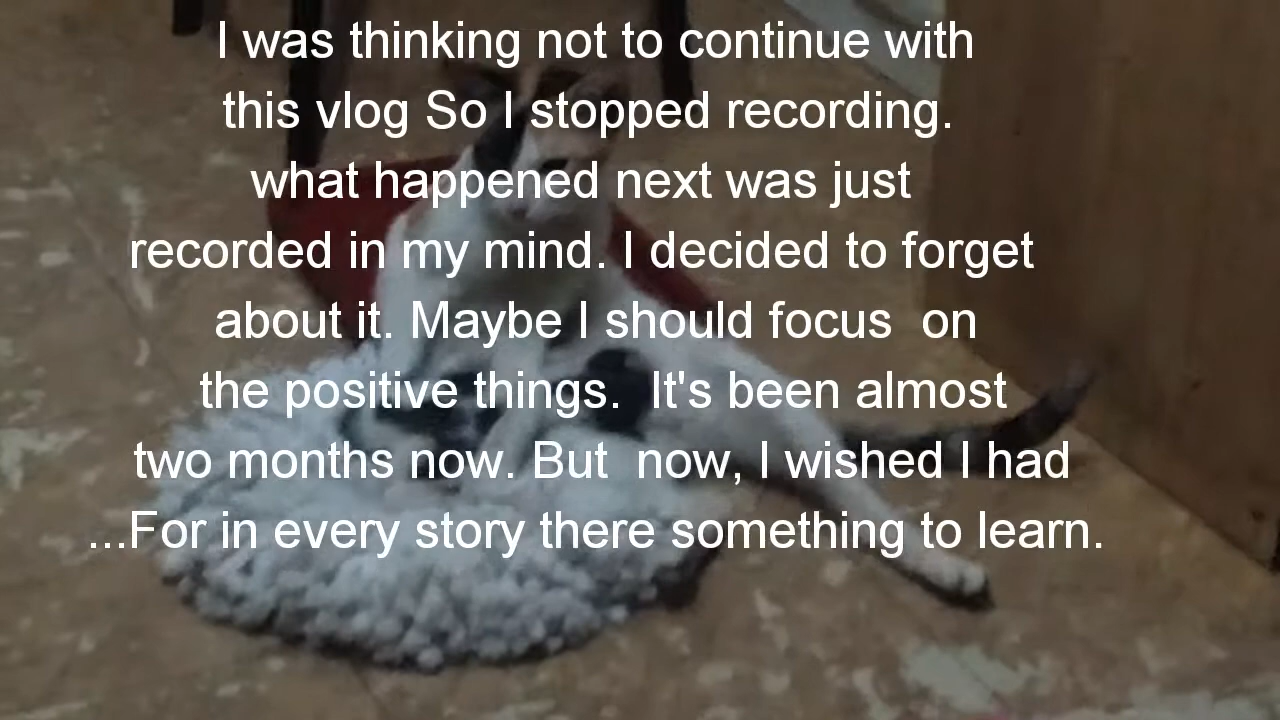 I was thinking not to continue with
this vlog So I stopped recording.
what happened next was just
recorded in my mind. I decided to forget
about it. Maybe I should focus  on
the positive things.  It's been almost
two months now. But  now, I wished I had
...For in every story there something to learn.